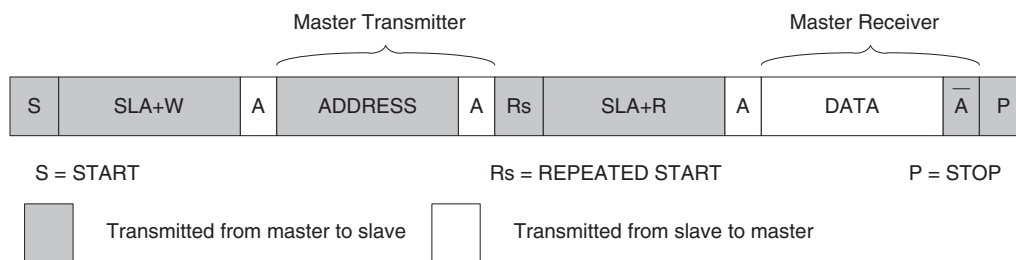 Master Transmitter Master Receiver
S SLA+W A ADDRESS A Rs SLA+R A DATA A̅ P
S = START Rs = REPEATED START P = STOP
Transmitted from master to slave Transmitted from slave to master